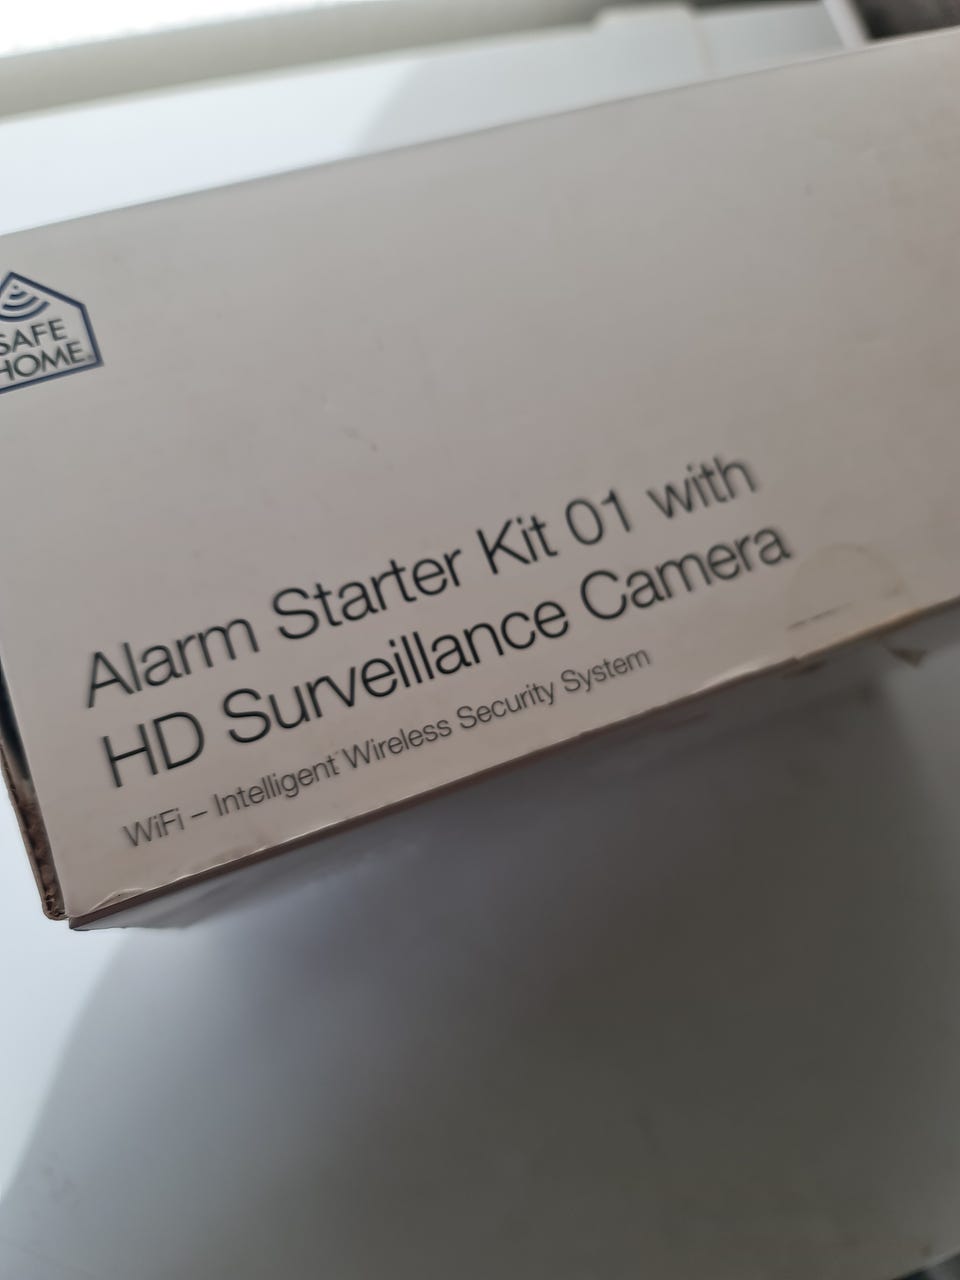 SAFE
HOME®
Alarm Starter Kit 01 with
HD Surveillance Camera
WiFi – Intelligent Wireless Security System